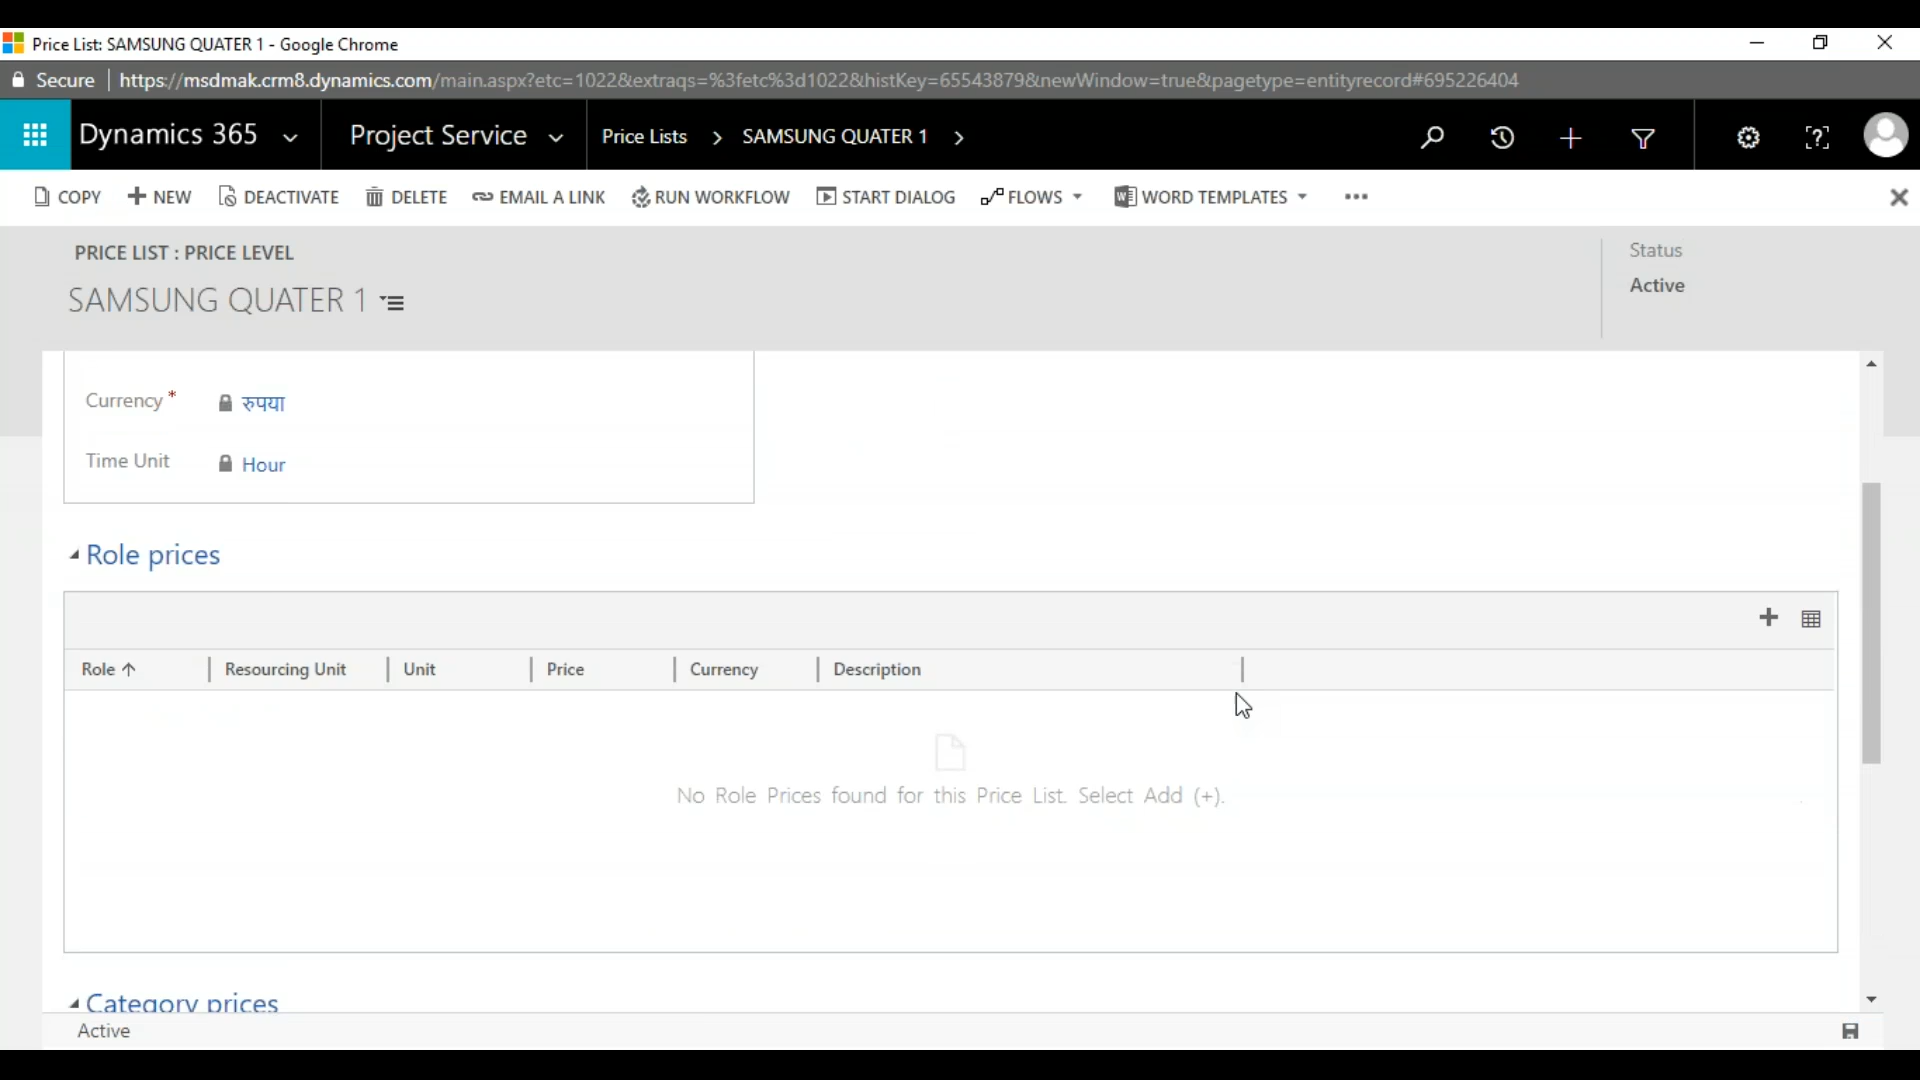 Price List: SAMSUNG QUATER 1 - Google Chrome
Secure https://msdmak.crm8.dynamics.com/main.aspx?etc=1022&extraqs=%3fetc%3d1022&histKey=65543879&newWindow=true&pagetype=entityrecord#695226404
Dynamics 365 Project Service Price Lists > SAMSUNG QUATER 1 >
COPY NEW DEACTIVATE DELETE EMAIL A LINK RUN WORKFLOW START DIALOG FLOWS WORD TEMPLATES
PRICE LIST : PRICE LEVEL
SAMSUNG QUATER 1
Status
Active
Currency * रुपया
Time Unit Hour
Role prices
Role Resourcing Unit Unit Price Currency Description
No Role Prices found for this Price List. Select Add (+).
Category prices
Active